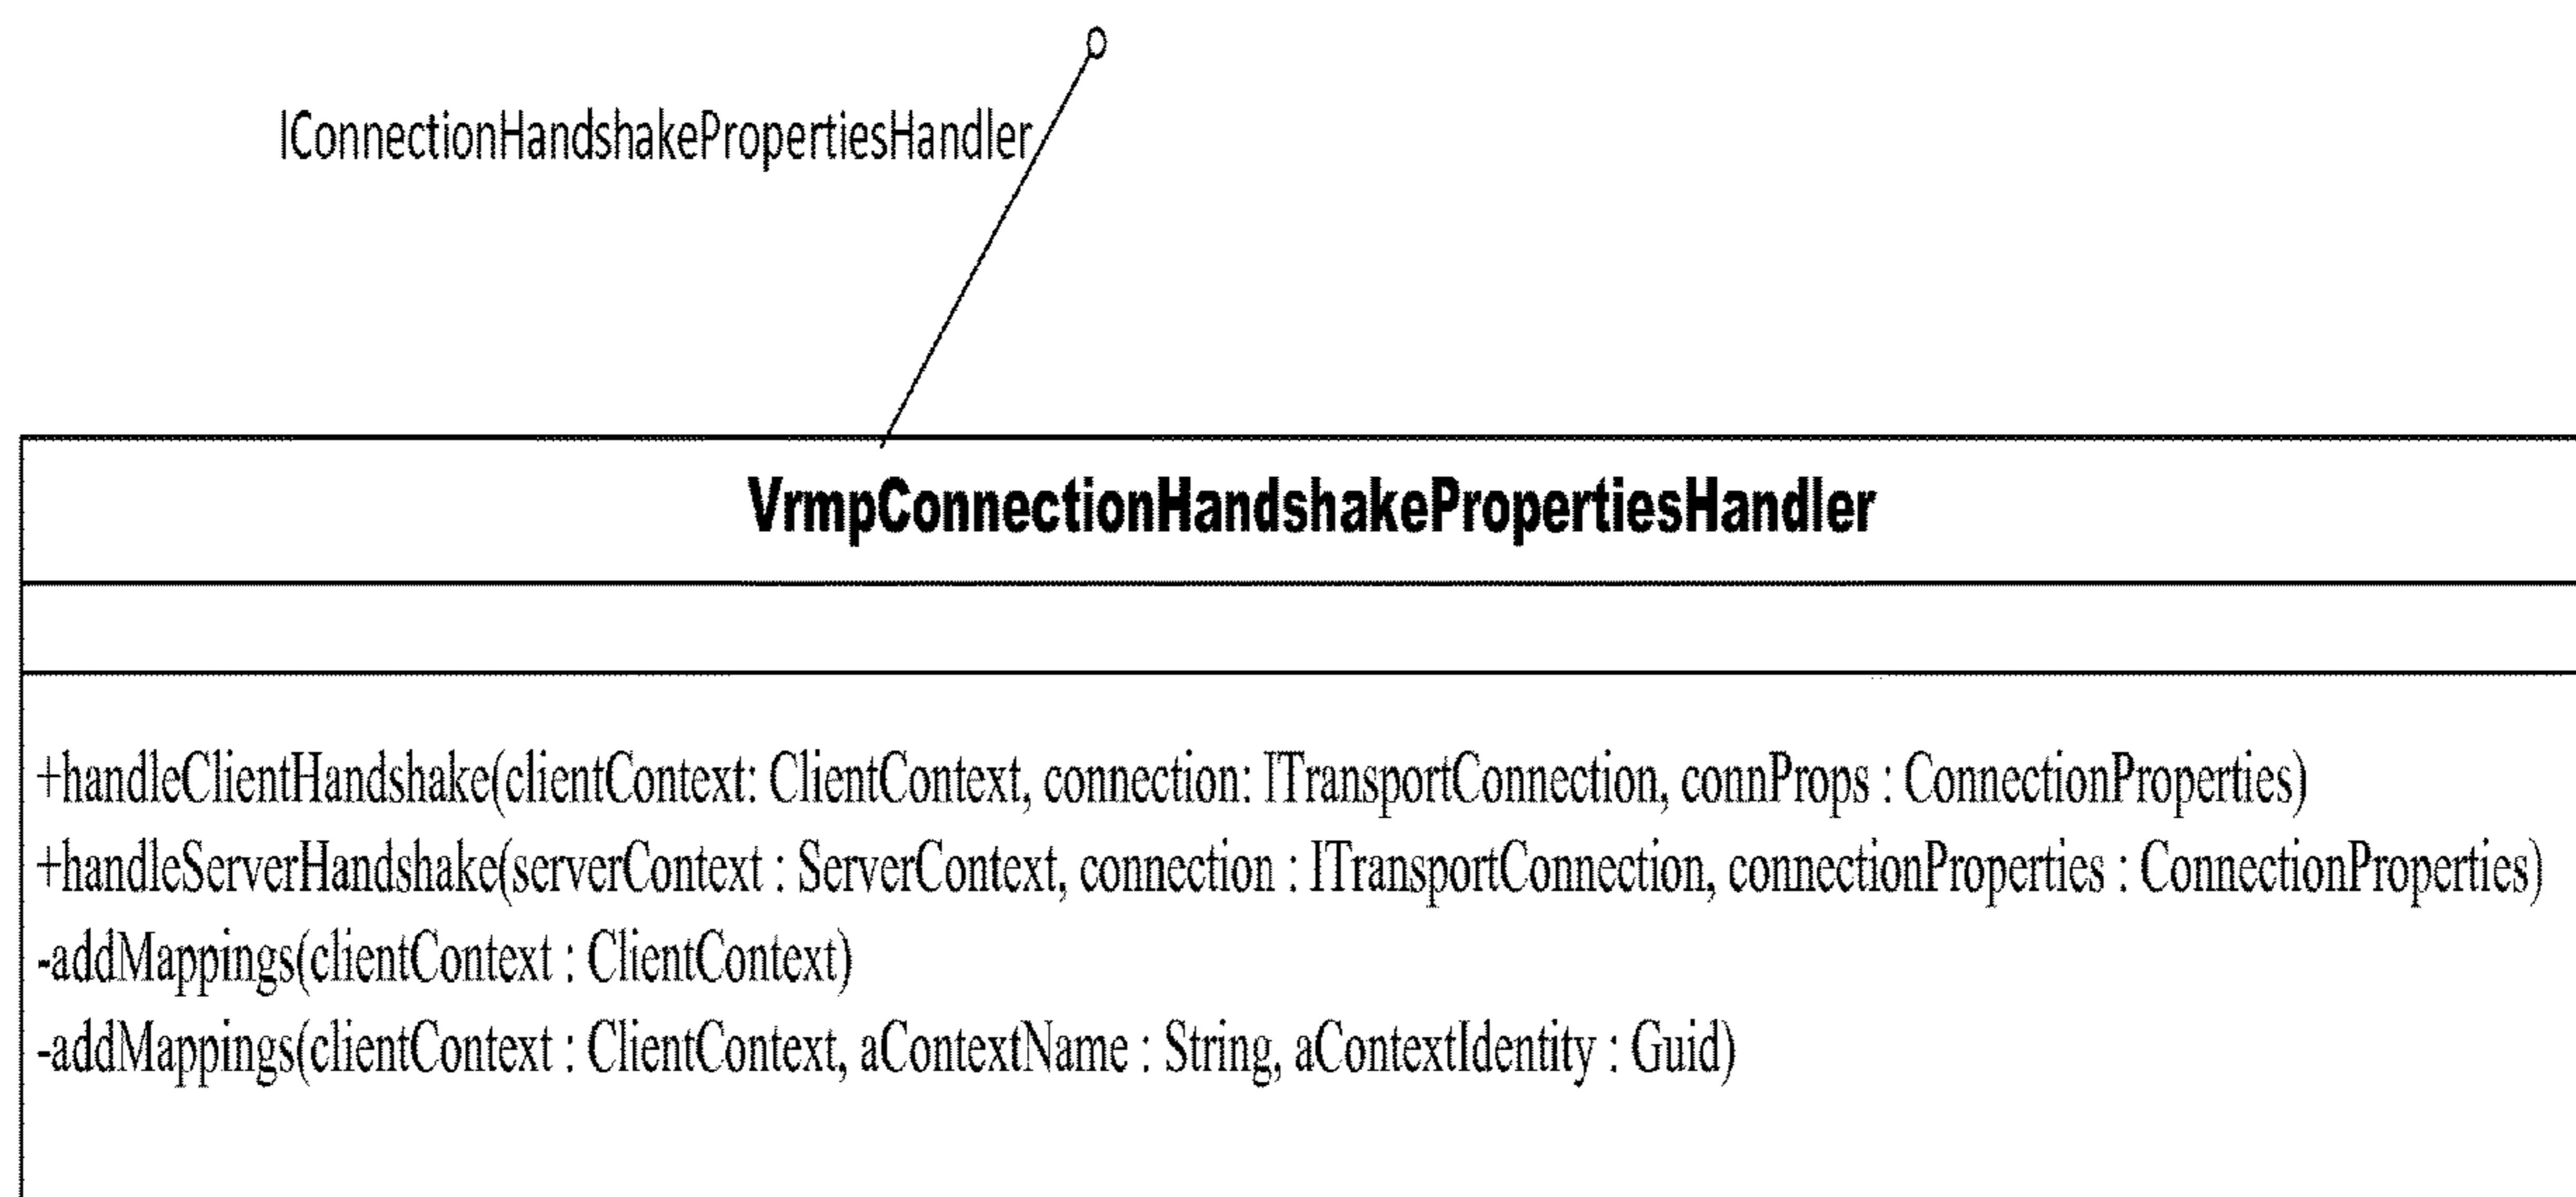 IConnectionHandshakePropertiesHandler
VrmpConnectionHandshakePropertiesHandler
+handleClientHandshake(clientContext: ClientContext, connection: ITransportConnection, connProps : ConnectionProperties)
+handleServerHandshake(serverContext : ServerContext, connection : ITransportConnection, connectionProperties : ConnectionProperties)
-addMappings(clientContext : ClientContext)
-addMappings(clientContext : ClientContext, aContextName : String, aContextIdentity : Guid)